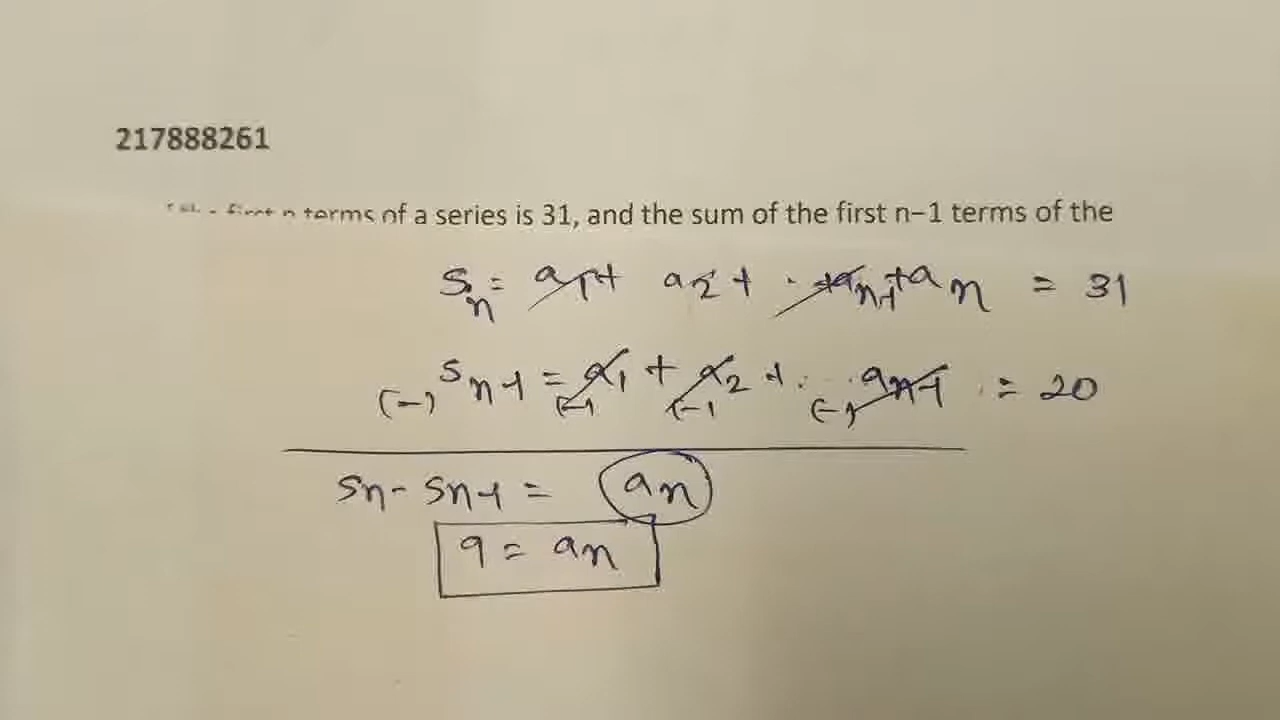 217888261
first n terms of a series is 31, and the sum of the first n−1 terms of the
Sn = a1 + a2 + . + an-1 + an = 31
(-) Sn-1 = a1 + a2 + ... an-1 = 20
(-) (-) (-)
Sn - Sn-1 = an
9 = an